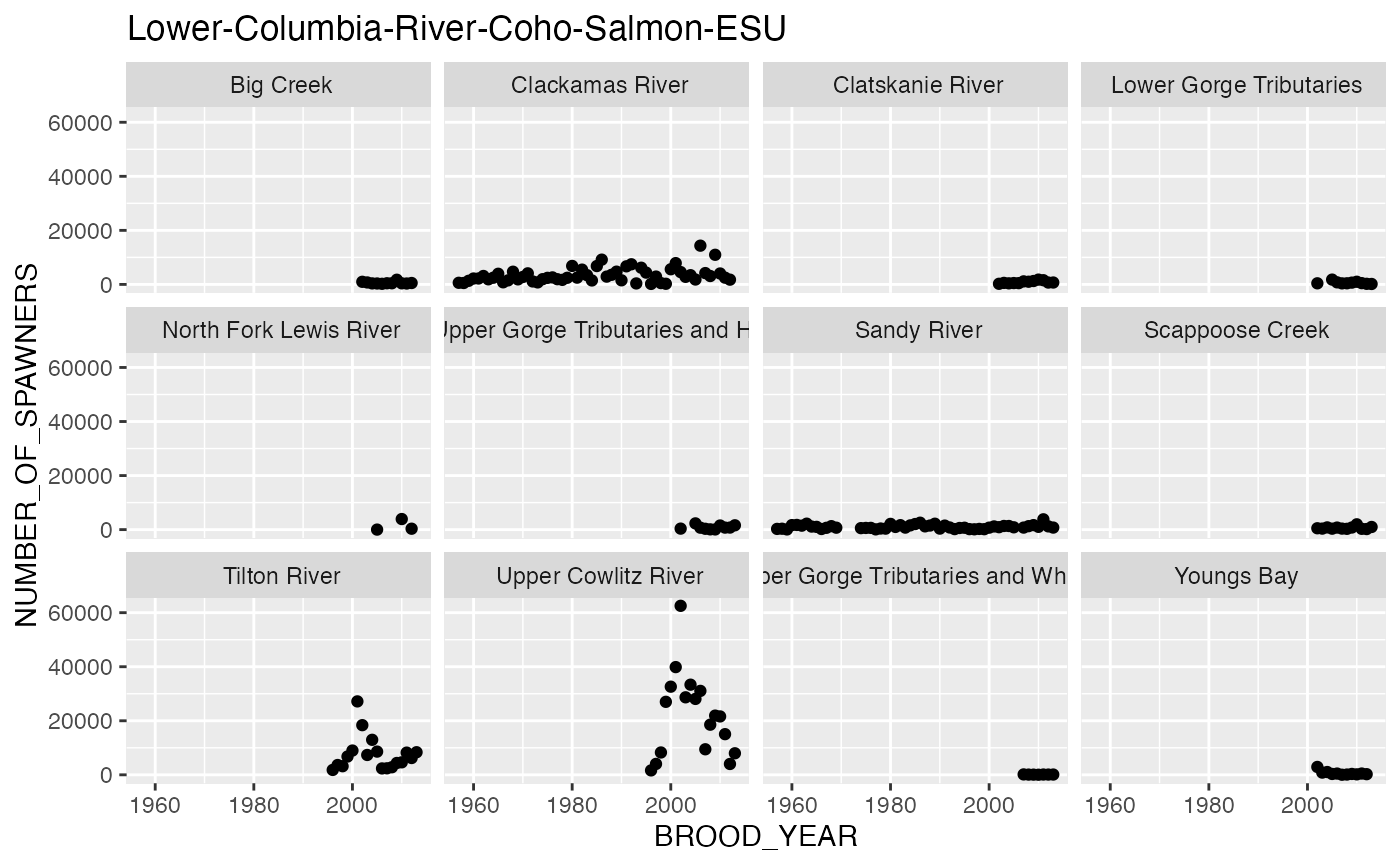 Lower-Columbia-River-Coho-Salmon-ESU
Big Creek Clackamas River Clatskanie River Lower Gorge Tributaries
60000
40000
20000
0
North Fork Lewis River Upper Gorge Tributaries and H Sandy River Scappoose Creek
60000
40000
20000
0
Tilton River Upper Cowlitz River per Gorge Tributaries and Wh Youngs Bay
60000
40000
20000
0
1960 1980 2000 1960 1980 2000 1960 1980 2000 1960 1980 2000
BROOD_YEAR
NUMBER_OF_SPAWNERS